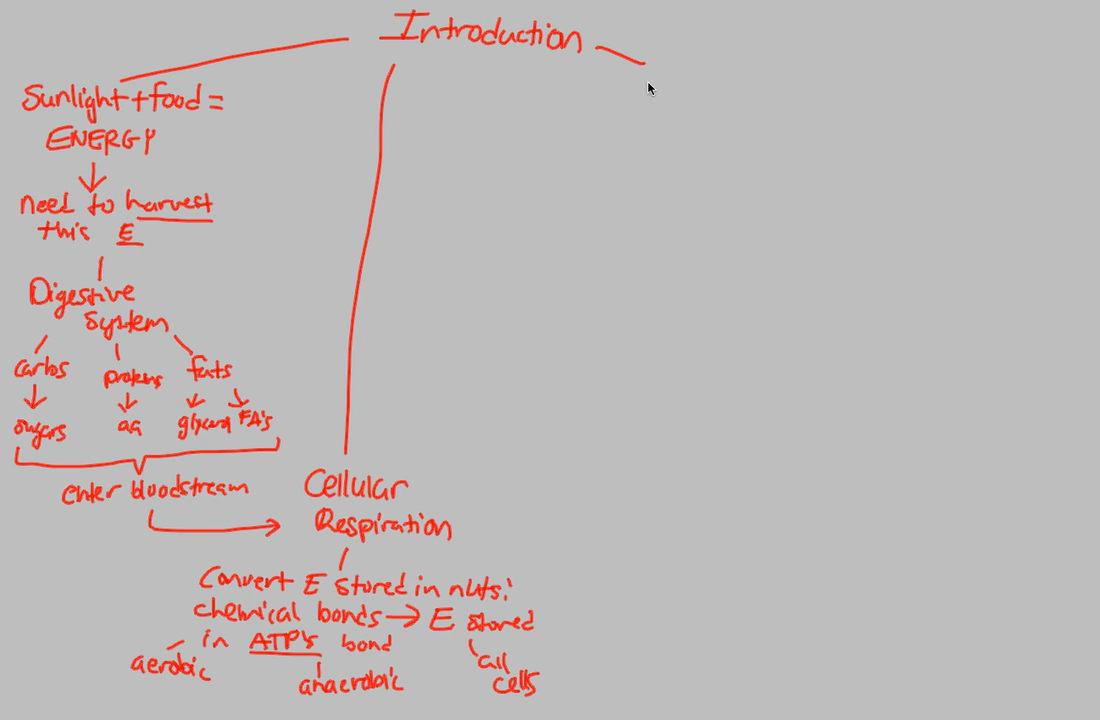 Introduction
Sunlight + food =
ENERGY
need to harvest
this E
Digestive
System
carbs
proteins
fats
sugars
aa
glycerol FA's
enter bloodstream
Cellular
Respiration
Convert E stored in nuts'
chemical bonds → E stored
in ATP's bond
aerobic
anaerobic
all
cells